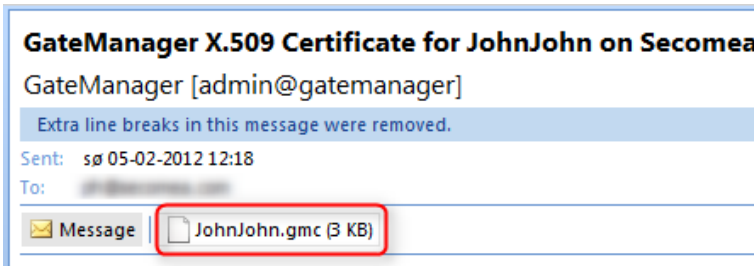 GateManager X.509 Certificate for JohnJohn on Secomea
GateManager [admin@gatemanager]
Extra line breaks in this message were removed.
Sent: sø 05-02-2012 12:18
To:
Message JohnJohn.gmc (3 KB)